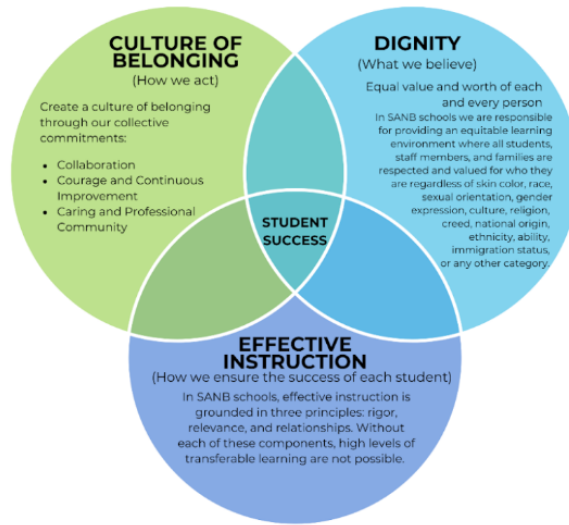 CULTURE OF
BELONGING
(How we act)
Create a culture of belonging
through our collective
commitments:
• Collaboration
• Courage and Continuous
Improvement
• Caring and Professional
Community
DIGNITY
(What we believe)
Equal value and worth of each
and every person
In SANB schools we are responsible
for providing an equitable learning
environment where all students,
staff members, and families are
respected and valued for who they
are regardless of skin color, race,
sexual orientation, gender
expression, culture, religion,
creed, national origin,
ethnicity, ability,
immigration status,
or any other category.
STUDENT
SUCCESS
EFFECTIVE
INSTRUCTION
(How we ensure the success of each student)
In SANB schools, effective instruction is
grounded in three principles: rigor,
relevance, and relationships. Without
each of these components, high levels of
transferable learning are not possible.